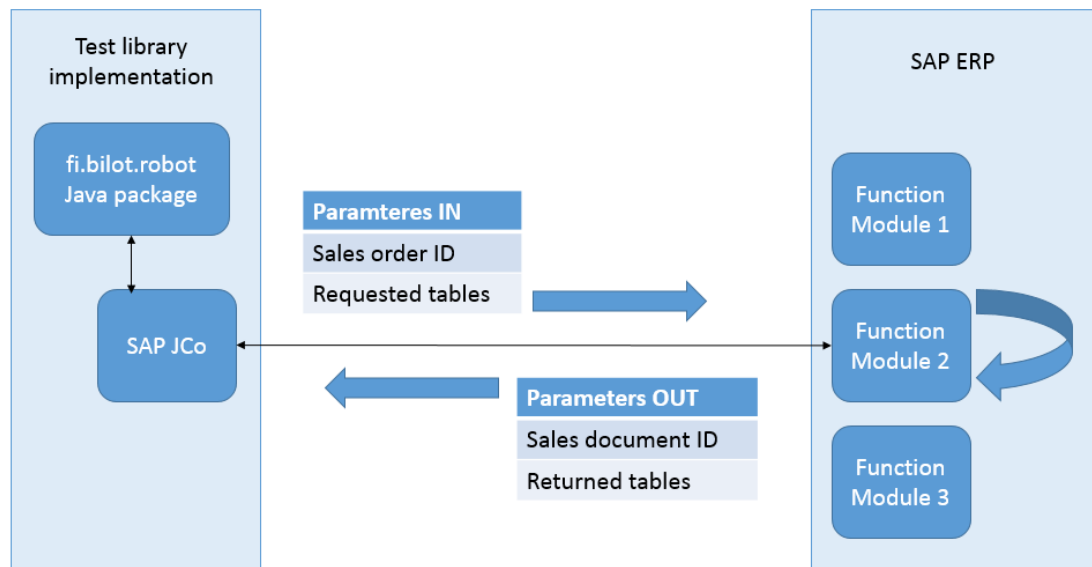 Test library
implementation
fi.bilot.robot
Java package
SAP JCo
Paramteres IN
Sales order ID
Requested tables
Parameters OUT
Sales document ID
Returned tables
SAP ERP
Function
Module 1
Function
Module 2
Function
Module 3